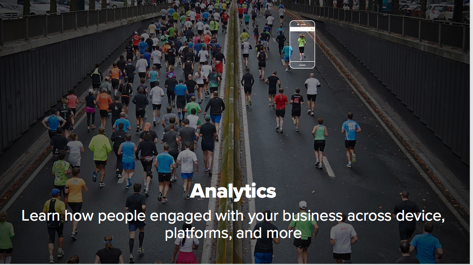 Analytics
Learn how people engaged with your business across device,
platforms, and more